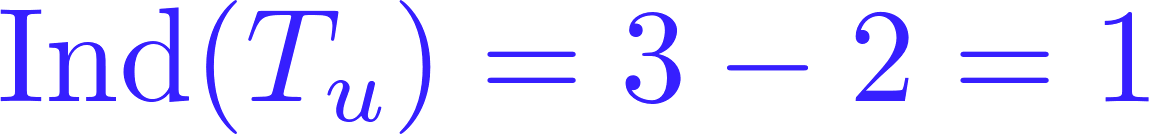 Ind(T_u) = 3 − 2 = 1